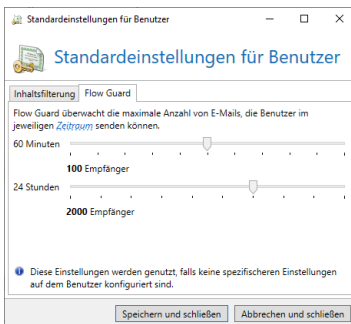 Standardeinstellungen für Benutzer
Standardeinstellungen für Benutzer
Inhaltsfilterung Flow Guard
Flow Guard überwacht die maximale Anzahl von E-Mails, die Benutzer im
jeweiligen Zeitraum senden können.
60 Minuten
100 Empfänger
24 Stunden
2000 Empfänger
Diese Einstellungen werden genutzt, falls keine spezifischeren Einstellungen
auf dem Benutzer konfiguriert sind.
Speichern und schließen Abbrechen und schließen